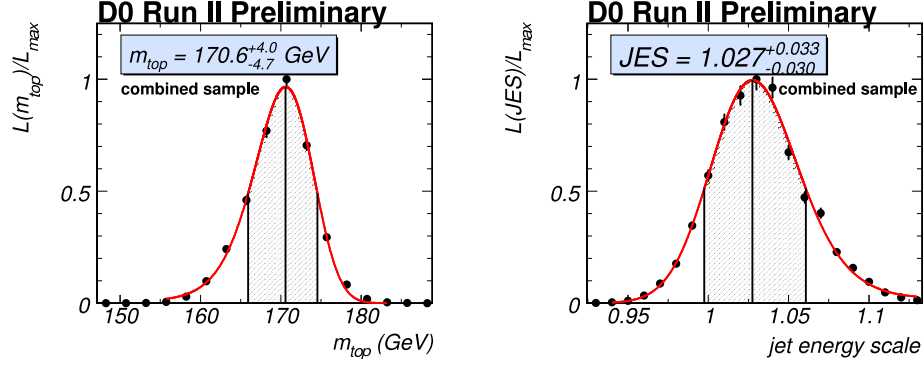 D0 Run II Preliminary
m_top = 170.6 +4.0 -4.7 GeV
combined sample
L(m_top)/L_max
1
0.5
0
150 160 170 180
m_top (GeV)
D0 Run II Preliminary
JES = 1.027 +0.033 -0.030
combined sample
L(JES)/L_max
1
0.5
0
0.95 1 1.05 1.1
jet energy scale